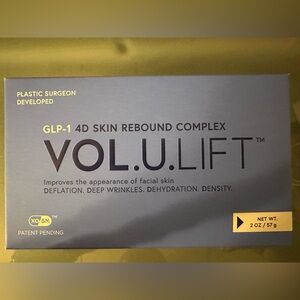 PLASTIC SURGEON
DEVELOPED
GLP-1 4D SKIN REBOUND COMPLEX
VOL.U.LIFT™
Improves the appearance of facial skin
DEFLATION. DEEP WRINKLES. DEHYDRATION. DENSITY.
NET WT.
2 OZ / 57 g
PATENT PENDING